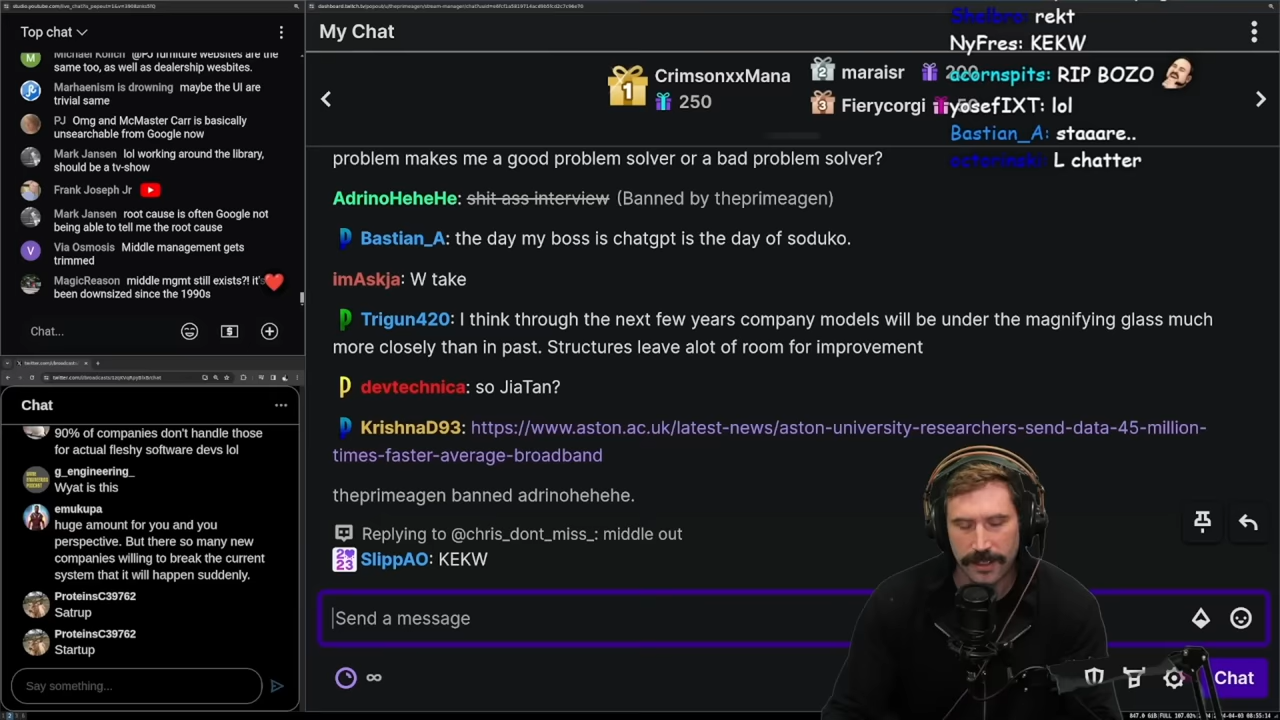 Top chat
Michael Kolich @PJ furniture websites are the
same too, as well as dealership wesbites.
Marhaenism is drowning maybe the UI are
trivial same
PJ Omg and McMaster Carr is basically
unsearchable from Google now
Mark Jansen lol working around the library,
should be a tv-show
Frank Joseph Jr
Mark Jansen root cause is often Google not
being able to tell me the root cause
Via Osmosis Middle management gets
trimmed
MagicReason middle mgmt still exists?! it's
been downsized since the 1990s
Chat...
Chat
90% of companies don't handle those
for actual fleshy software devs lol
g_engineering_
Wyat is this
emukupa
huge amount for you and you
perspective. But there so many new
companies willing to break the current
system that it will happen suddenly.
ProteinsC39762
Satrup
ProteinsC39762
Startup
Say something...
My Chat
1 CrimsonxxMana
250
2 maraisr 200
3 Fierycorgi
problem makes me a good problem solver or a bad problem solver?
AdrinoHeheHe: shit ass interview (Banned by theprimeagen)
Bastian_A: the day my boss is chatgpt is the day of soduko.
imAskja: W take
Trigun420: I think through the next few years company models will be under the magnifying glass much
more closely than in past. Structures leave alot of room for improvement
devtechnica: so JiaTan?
KrishnaD93: https://www.aston.ac.uk/latest-news/aston-university-researchers-send-data-45-million-
times-faster-average-broadband
theprimeagen banned adrinohehehe.
Replying to @chris_dont_miss_: middle out
SlippAO: KEKW
Send a message
Chat
rekt
NyFres: KEKW
acornspits: RIP BOZO
yosefIXT: lol
Bastian_A: staaare..
L chatter